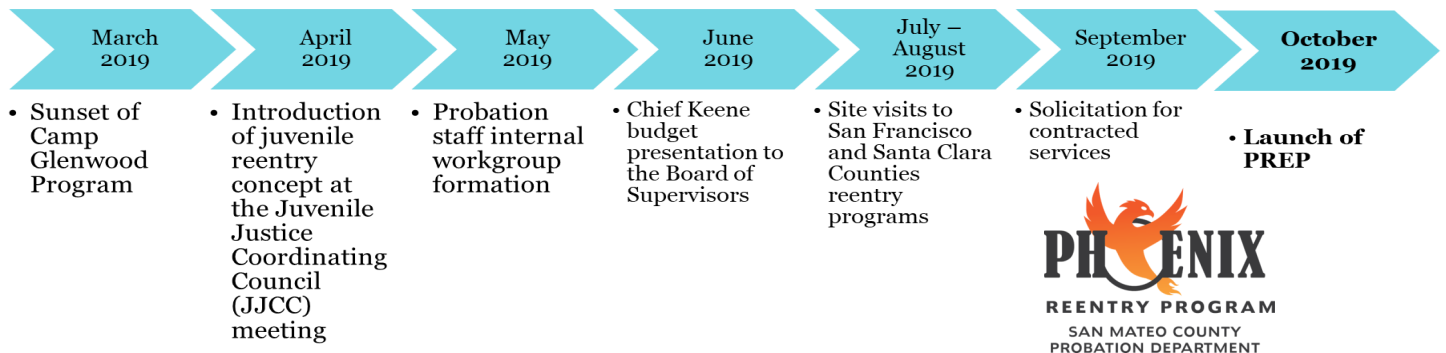 March
2019
April
2019
May
2019
June
2019
July –
August
2019
September
2019
October
2019
• Sunset of
Camp
Glenwood
Program
• Introduction
of juvenile
reentry
concept at
the Juvenile
Justice
Coordinating
Council
(JJCC)
meeting
• Probation
staff internal
workgroup
formation
• Chief Keene
budget
presentation to
the Board of
Supervisors
• Site visits to
San Francisco
and Santa Clara
Counties
reentry
programs
• Solicitation for
contracted
services
• Launch of
PREP
PHOENIX
REENTRY PROGRAM
SAN MATEO COUNTY
PROBATION DEPARTMENT